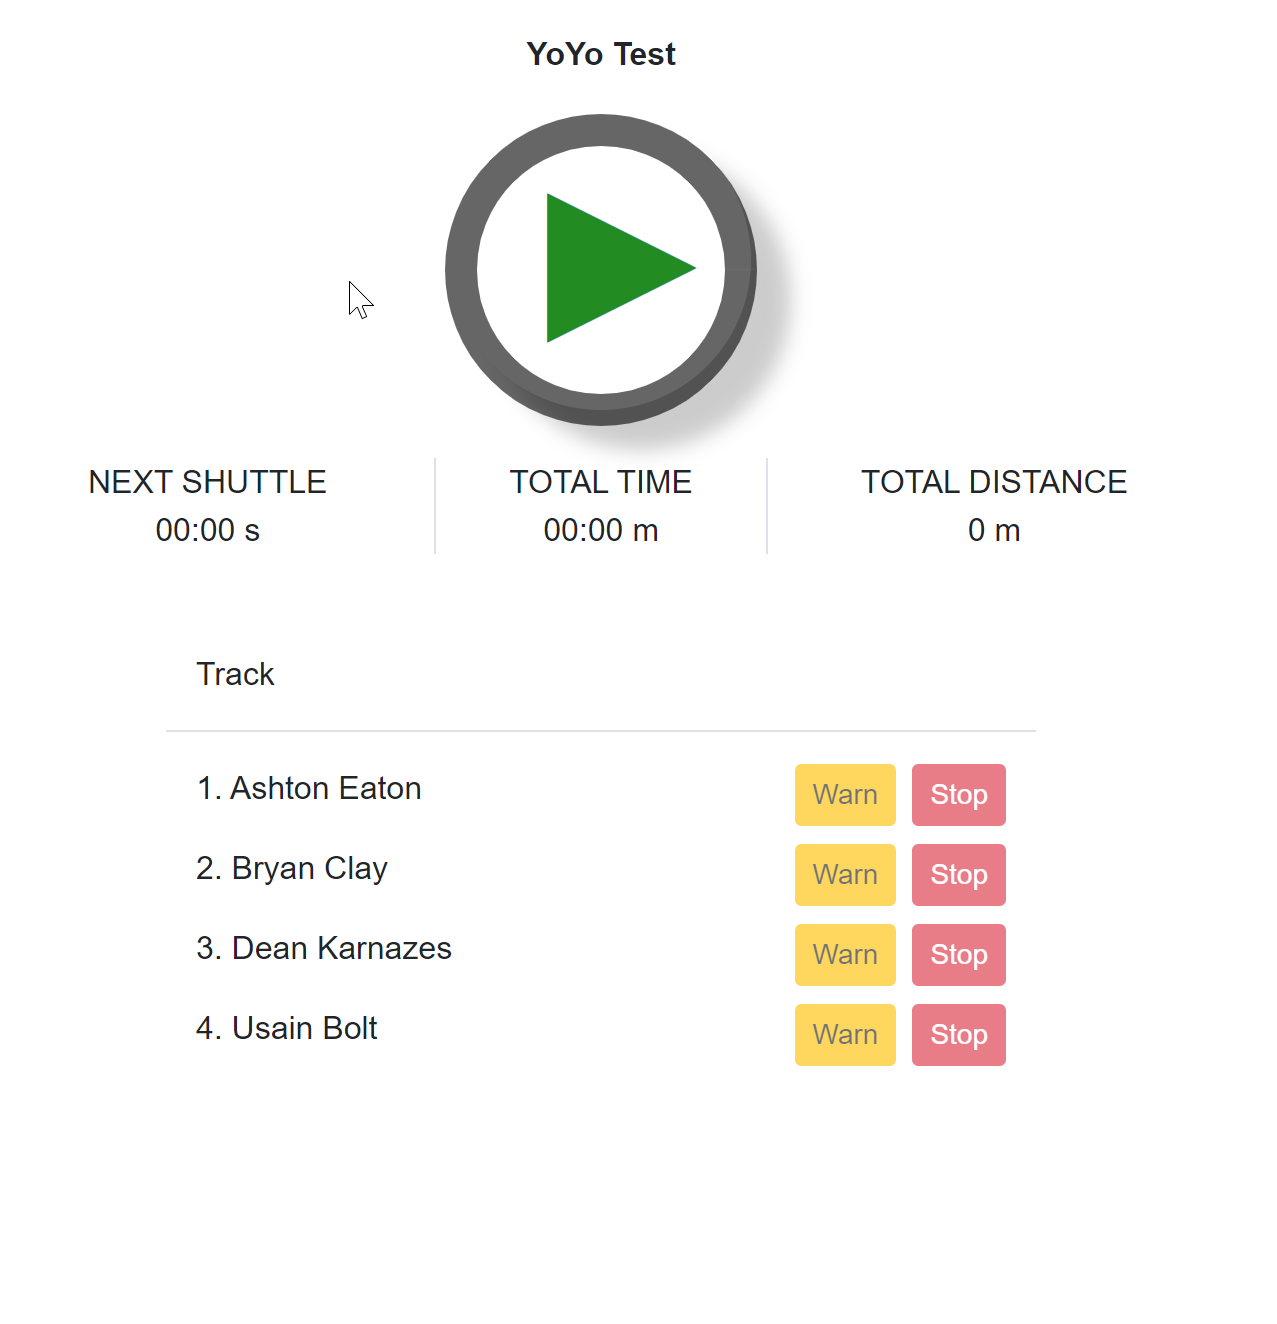 YoYo Test
NEXT SHUTTLE
00:00 s
TOTAL TIME
00:00 m
TOTAL DISTANCE
0 m
Track
1. Ashton Eaton Warn Stop
2. Bryan Clay Warn Stop
3. Dean Karnazes Warn Stop
4. Usain Bolt Warn Stop